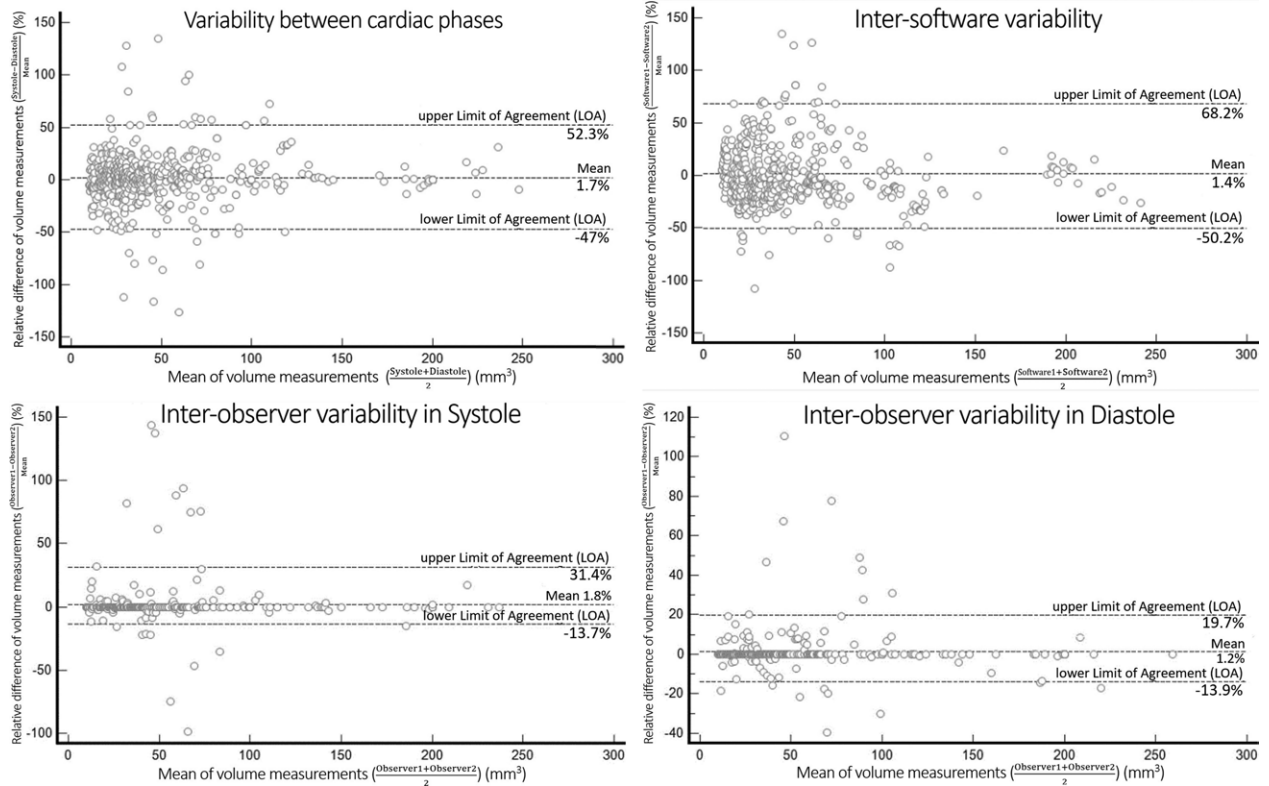 Variability between cardiac phases
Relative difference of volume measurements (Systole−Diastole/Mean) (%)
150
100
50
0
-50
-100
-150
upper Limit of Agreement (LOA)
52.3%
Mean
1.7%
lower Limit of Agreement (LOA)
-47%
0 50 100 150 200 250 300
Mean of volume measurements (Systole+Diastole/2) (mm³)
Inter-software variability
Relative difference of volume measurements (Software1−Software2/Mean) (%)
150
100
50
0
-50
-100
-150
upper Limit of Agreement (LOA)
68.2%
Mean
1.4%
lower Limit of Agreement (LOA)
-50.2%
0 50 100 150 200 250 300
Mean of volume measurements (Software1+Software2/2) (mm³)
Inter-observer variability in Systole
Relative difference of volume measurements (Observer1−Observer2/Mean) (%)
150
100
50
0
-50
-100
upper Limit of Agreement (LOA)
31.4%
Mean 1.8%
lower Limit of Agreement (LOA)
-13.7%
0 50 100 150 200 250 300
Mean of volume measurements (Observer1+Observer2/2) (mm³)
Inter-observer variability in Diastole
Relative difference of volume measurements (Observer1−Observer2/Mean) (%)
120
100
80
60
40
20
0
-20
-40
upper Limit of Agreement (LOA)
19.7%
Mean
1.2%
lower Limit of Agreement (LOA)
-13.9%
0 50 100 150 200 250 300
Mean of volume measurements (Observer1+Observer2/2) (mm³)